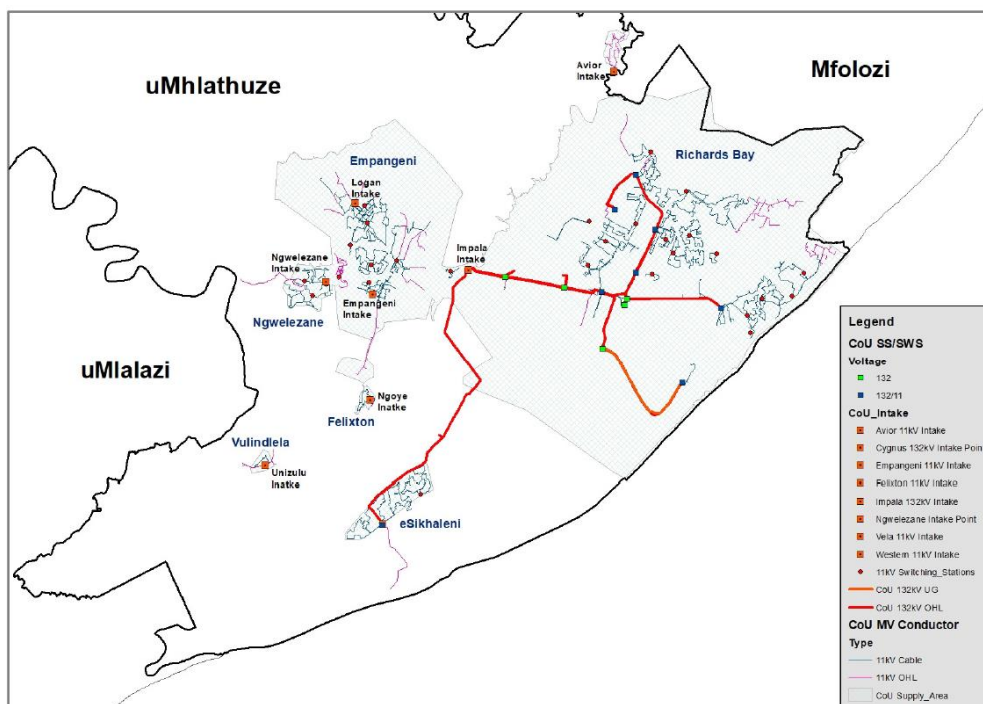 uMhlathuze
Avior
Intake
Mfolozi
Empangeni
Richards Bay
Logan
Intake
Ngwelezane
Intake
Impala
Intake
Empangeni
Intake
Ngwelezane
uMlalazi
Ngoye
Inatke
Felixton
Vulindlela
Unizulu
Inatke
eSikhaleni
Legend
CoU SS/SWS
Voltage
132
132/11
CoU_Intake
Avior 11kV Intake
Cygnus 132kV Intake Point
Empangeni 11kV Intake
Felixton 11kV Intake
Impala 132kV Intake
Ngwelezane Intake Point
Vela 11kV Intake
Western 11kV Intake
11kV Switching_Stations
CoU 132kV UG
CoU 132kV OHL
CoU MV Conductor
Type
11kV Cable
11kV OHL
CoU Supply_Area